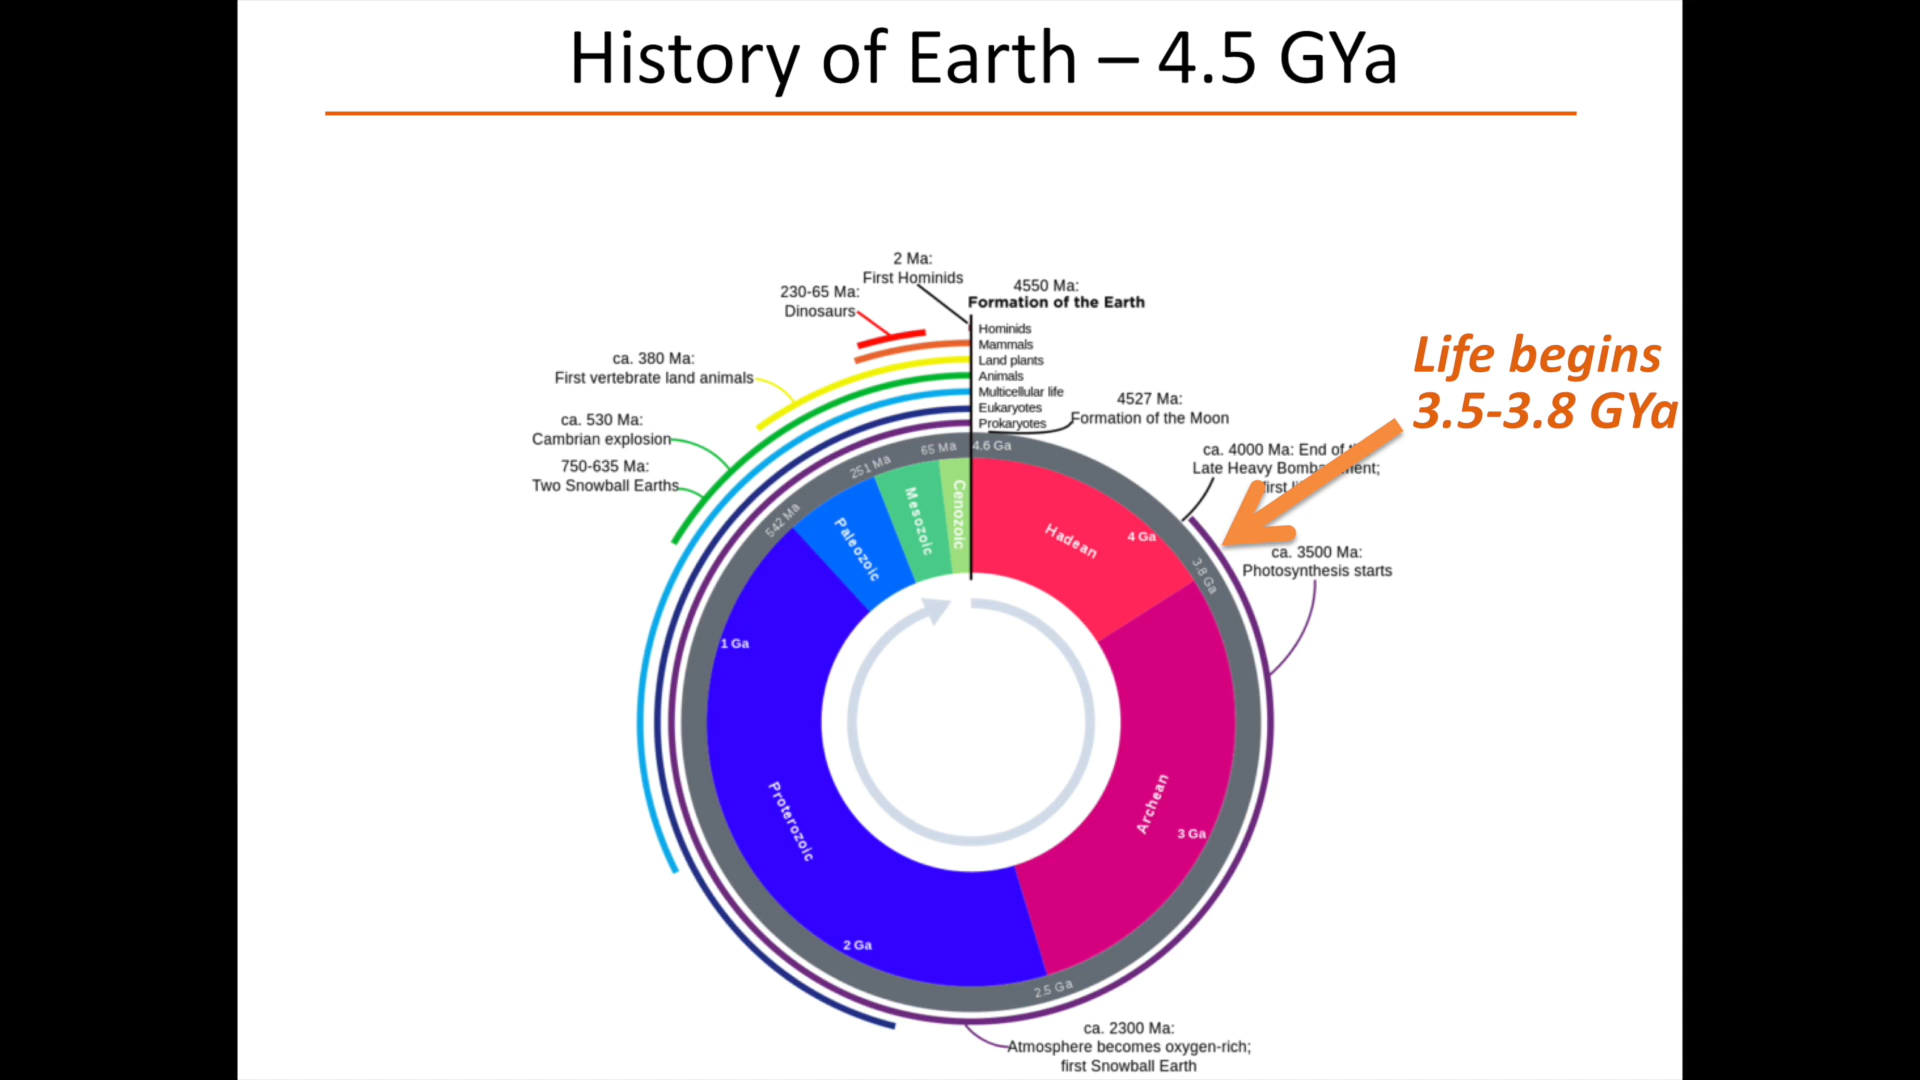 History of Earth – 4.5 GYa
2 Ma:
First Hominids
230-65 Ma:
Dinosaurs
4550 Ma:
Formation of the Earth
Hominids
Mammals
Land plants
Animals
Multicellular life
Eukaryotes
Prokaryotes
ca. 380 Ma:
First vertebrate land animals
ca. 530 Ma:
Cambrian explosion
750-635 Ma:
Two Snowball Earths
4527 Ma:
Formation of the Moon
Life begins
3.5-3.8 GYa
ca. 4000 Ma: End of
Late Heavy
first
ca. 3500 Ma:
Photosynthesis starts
4.6 Ga
65 Ma
251 Ma
542 Ma
Cenozoic
Mesozoic
Paleozoic
Hadean
4 Ga
3.8 Ga
1 Ga
Proterozoic
Archean
3 Ga
2 Ga
2.5 Ga
ca. 2300 Ma:
Atmosphere becomes oxygen-rich;
first Snowball Earth